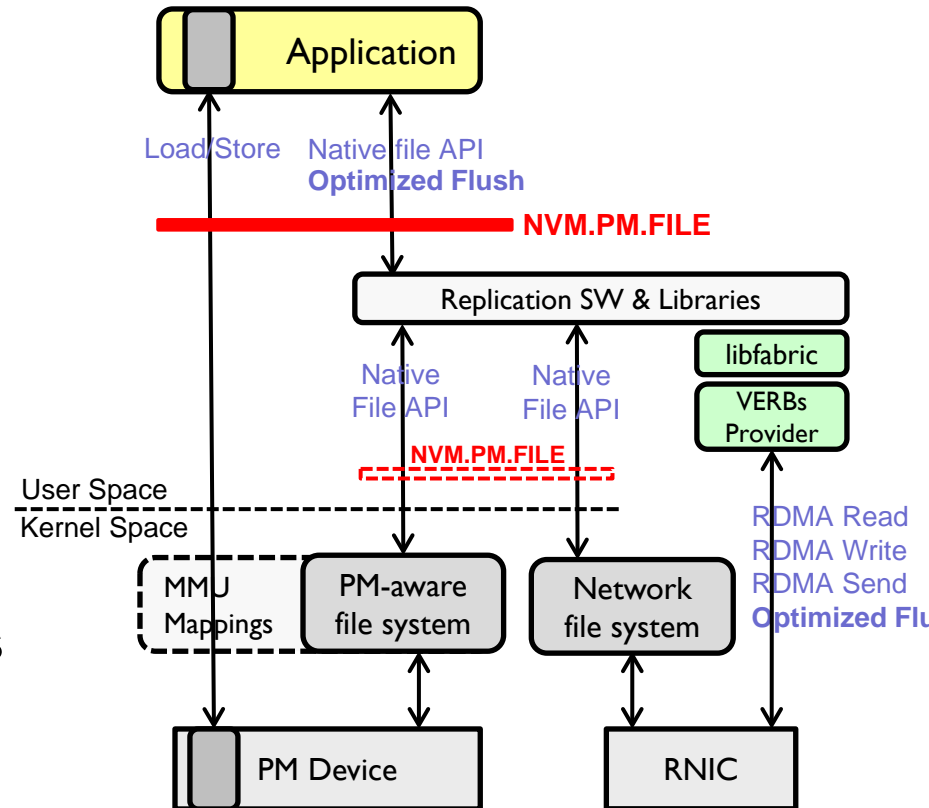 Application
Load/Store
Native file API
Optimized Flush
NVM.PM.FILE
Replication SW & Libraries
libfabric
Native
File API
Native
File API
VERBs
Provider
NVM.PM.FILE
User Space
Kernel Space
RDMA Read
RDMA Write
RDMA Send
Optimized Flu
MMU
Mappings
PM-aware
file system
Network
file system
s
PM Device
RNIC